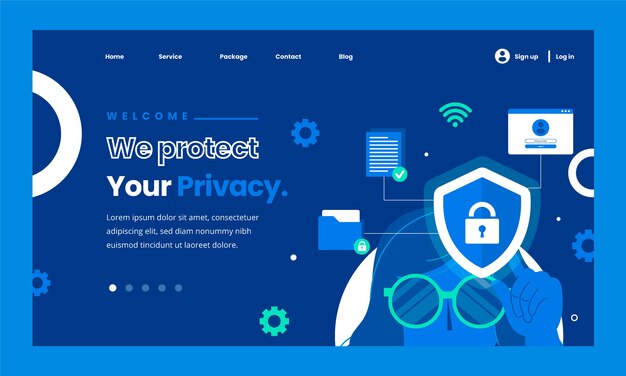 Home Service Package Contact Blog Sign up Log in
WELCOME
We protect
Your Privacy.
Lorem ipsum dolor sit amet, consectetuer
adipiscing elit, sed diam nonummy nibh
euismod tincidunt ut laoreet dolore